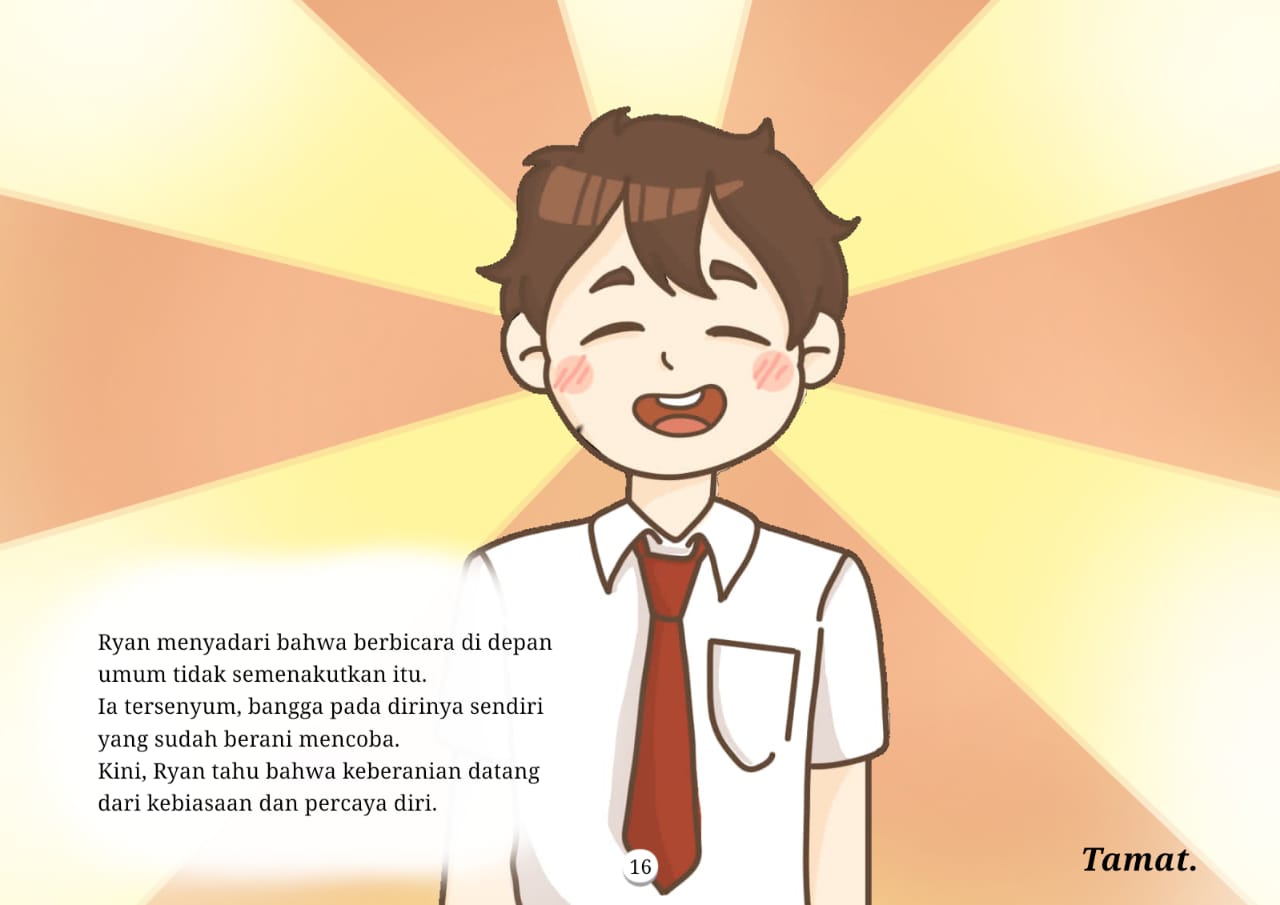 Ryan menyadari bahwa berbicara di depan
umum tidak semenakutkan itu.
Ia tersenyum, bangga pada dirinya sendiri
yang sudah berani mencoba.
Kini, Ryan tahu bahwa keberanian datang
dari kebiasaan dan percaya diri.
16
Tamat.